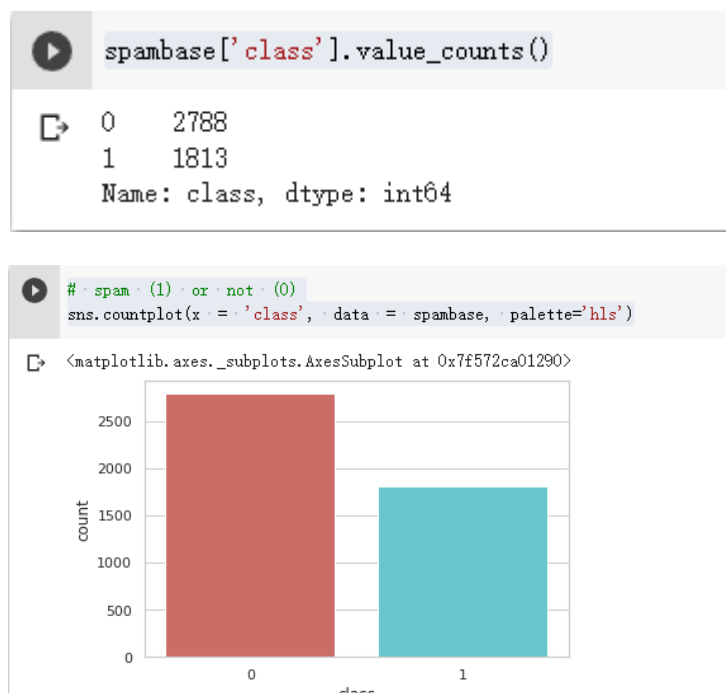 spambase['class'].value_counts()
0 2788
1 1813
Name: class, dtype: int64
# spam (1) or not (0)
sns.countplot(x = 'class', data = spambase, palette='hls')
<matplotlib.axes._subplots.AxesSubplot at 0x7f572ca01290>
2500
2000
1500
1000
500
0
count
0 1